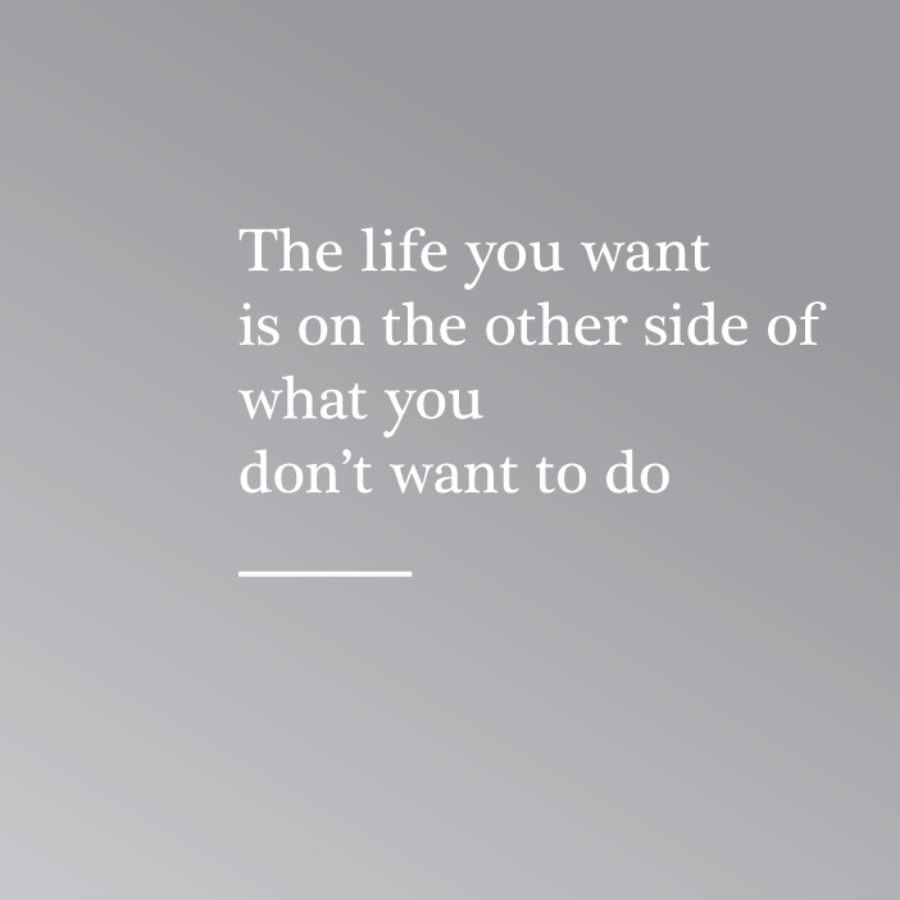 The life you want
is on the other side of
what you
don’t want to do